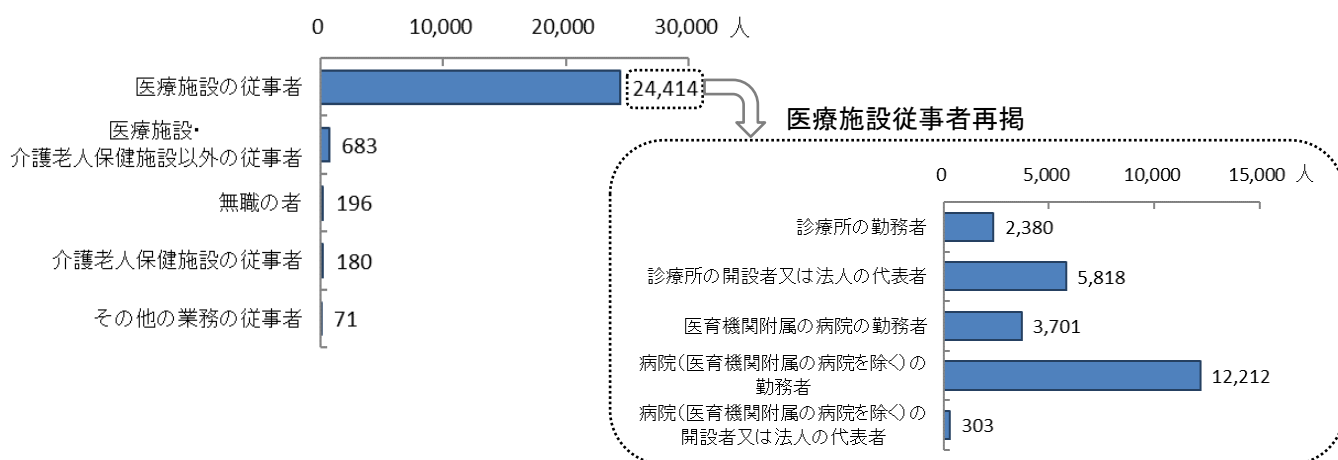 0 10,000 20,000 30,000 人
医療施設の従事者 24,414
医療施設・
介護老人保健施設以外の従事者 683
無職の者 196
介護老人保健施設の従事者 180
その他の業務の従事者 71
医療施設従事者再掲
0 5,000 10,000 15,000 人
診療所の勤務者 2,380
診療所の開設者又は法人の代表者 5,818
医育機関附属の病院の勤務者 3,701
病院(医育機関附属の病院を除く)の
勤務者 12,212
病院(医育機関附属の病院を除く)の
開設者又は法人の代表者 303